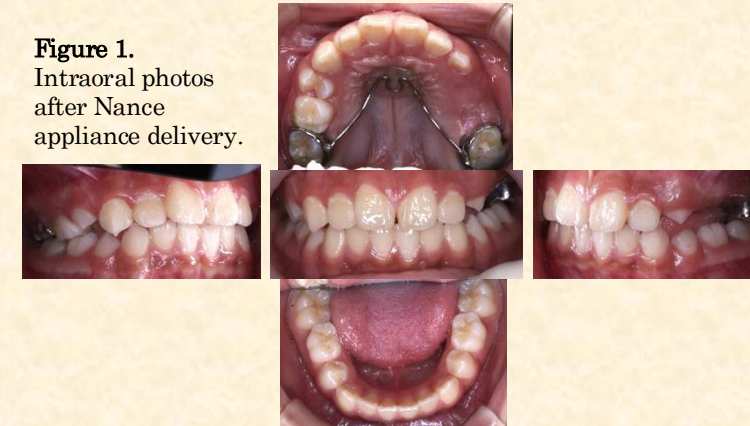 Figure 1.
Intraoral photos
after Nance
appliance delivery.